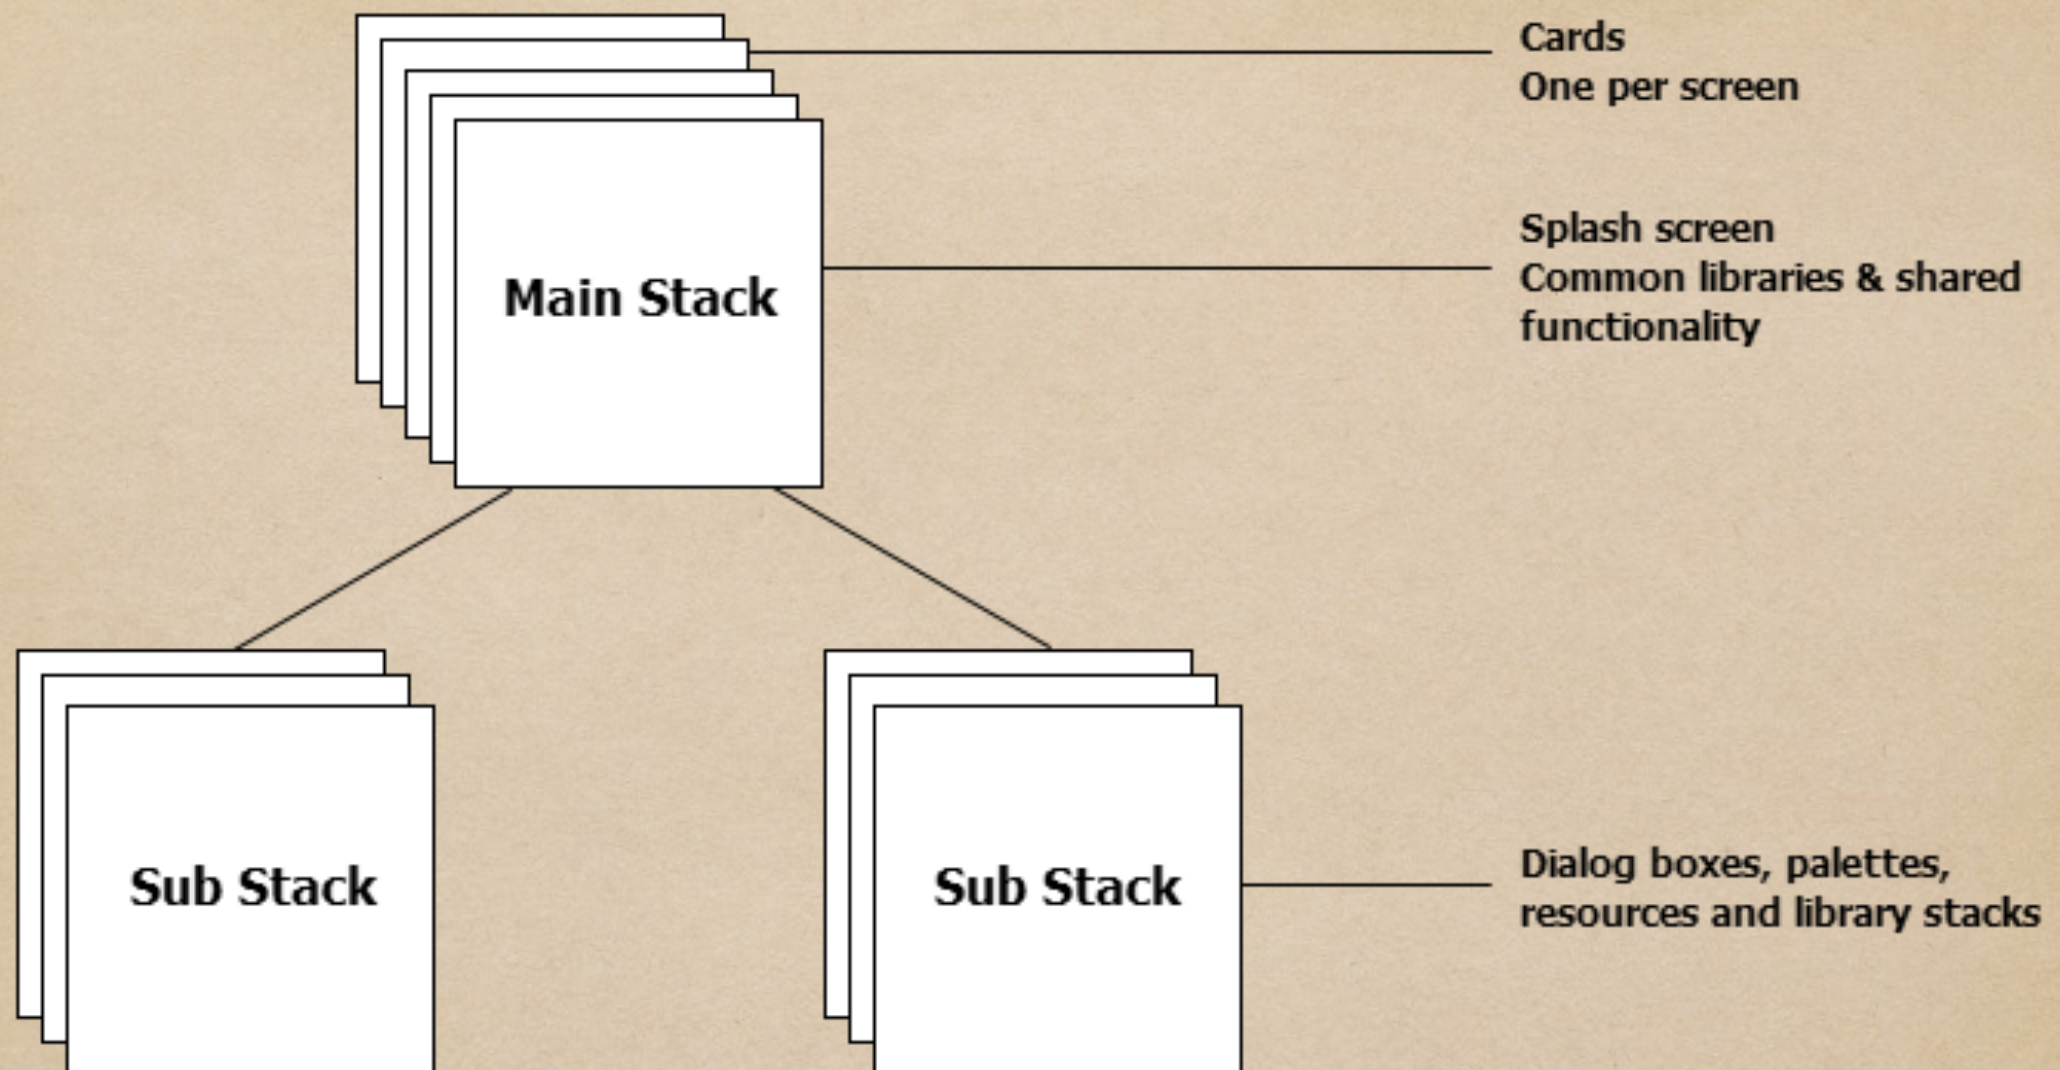 Cards
One per screen
Splash screen
Common libraries & shared
functionality
Main Stack
Sub Stack
Sub Stack
Dialog boxes, palettes,
resources and library stacks